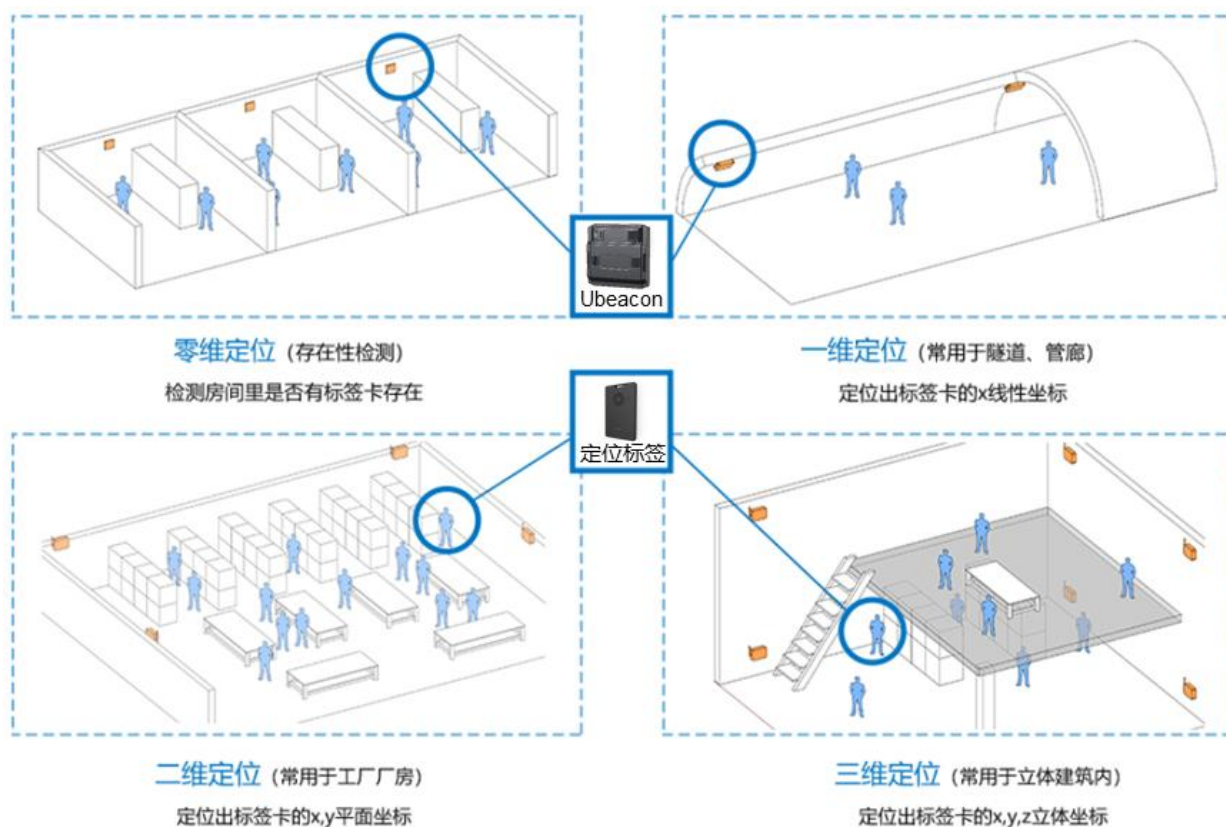 Ubeacon
零维定位（存在性检测）
检测房间里是否有标签卡存在
一维定位（常用于隧道、管廊）
定位出标签卡的x线性坐标
定位标签
二维定位（常用于工厂厂房）
定位出标签卡的x,y平面坐标
三维定位（常用于立体建筑内）
定位出标签卡的x,y,z立体坐标